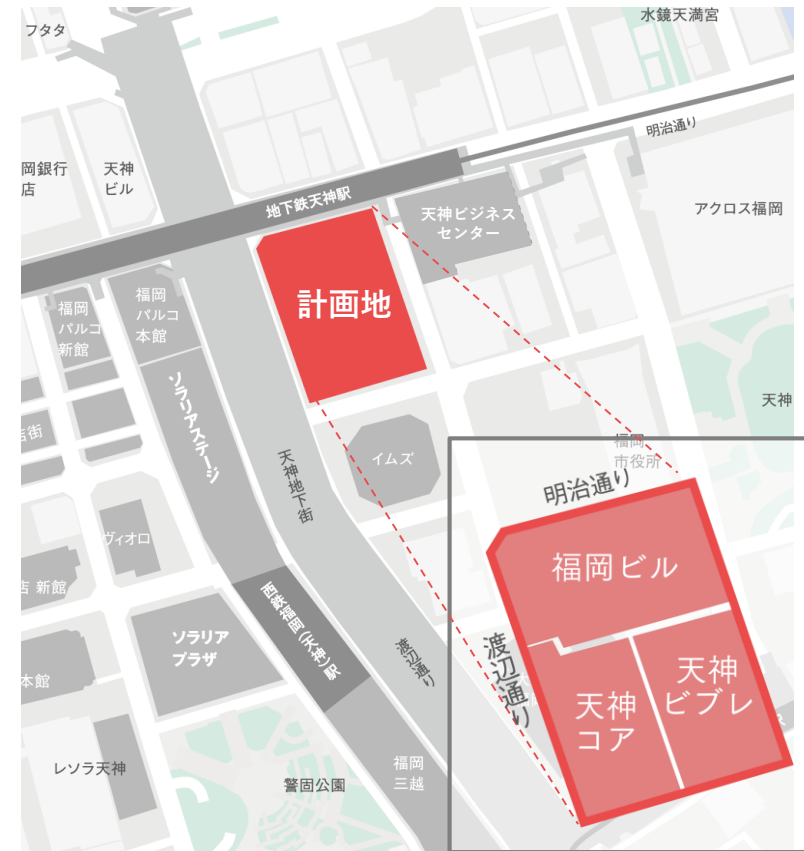 フタタ
水鏡天満宮
明治通り
岡銀行
店
天神
ビル
地下鉄天神駅
天神ビジネス
センター
アクロス福岡
計画地
福岡
パルコ
新館
福岡
パルコ
本館
ソラリアステージ
天神
店街
天神地下街
イムズ
福岡
市役所
明治通り
ヴィオロ
福岡ビル
店 新館
西鉄福岡(天神)駅
ソラリア
プラザ
渡辺通り
渡辺通り
天神
コア
天神
ビブレ
本館
レソラ天神
警固公園
福岡
三越